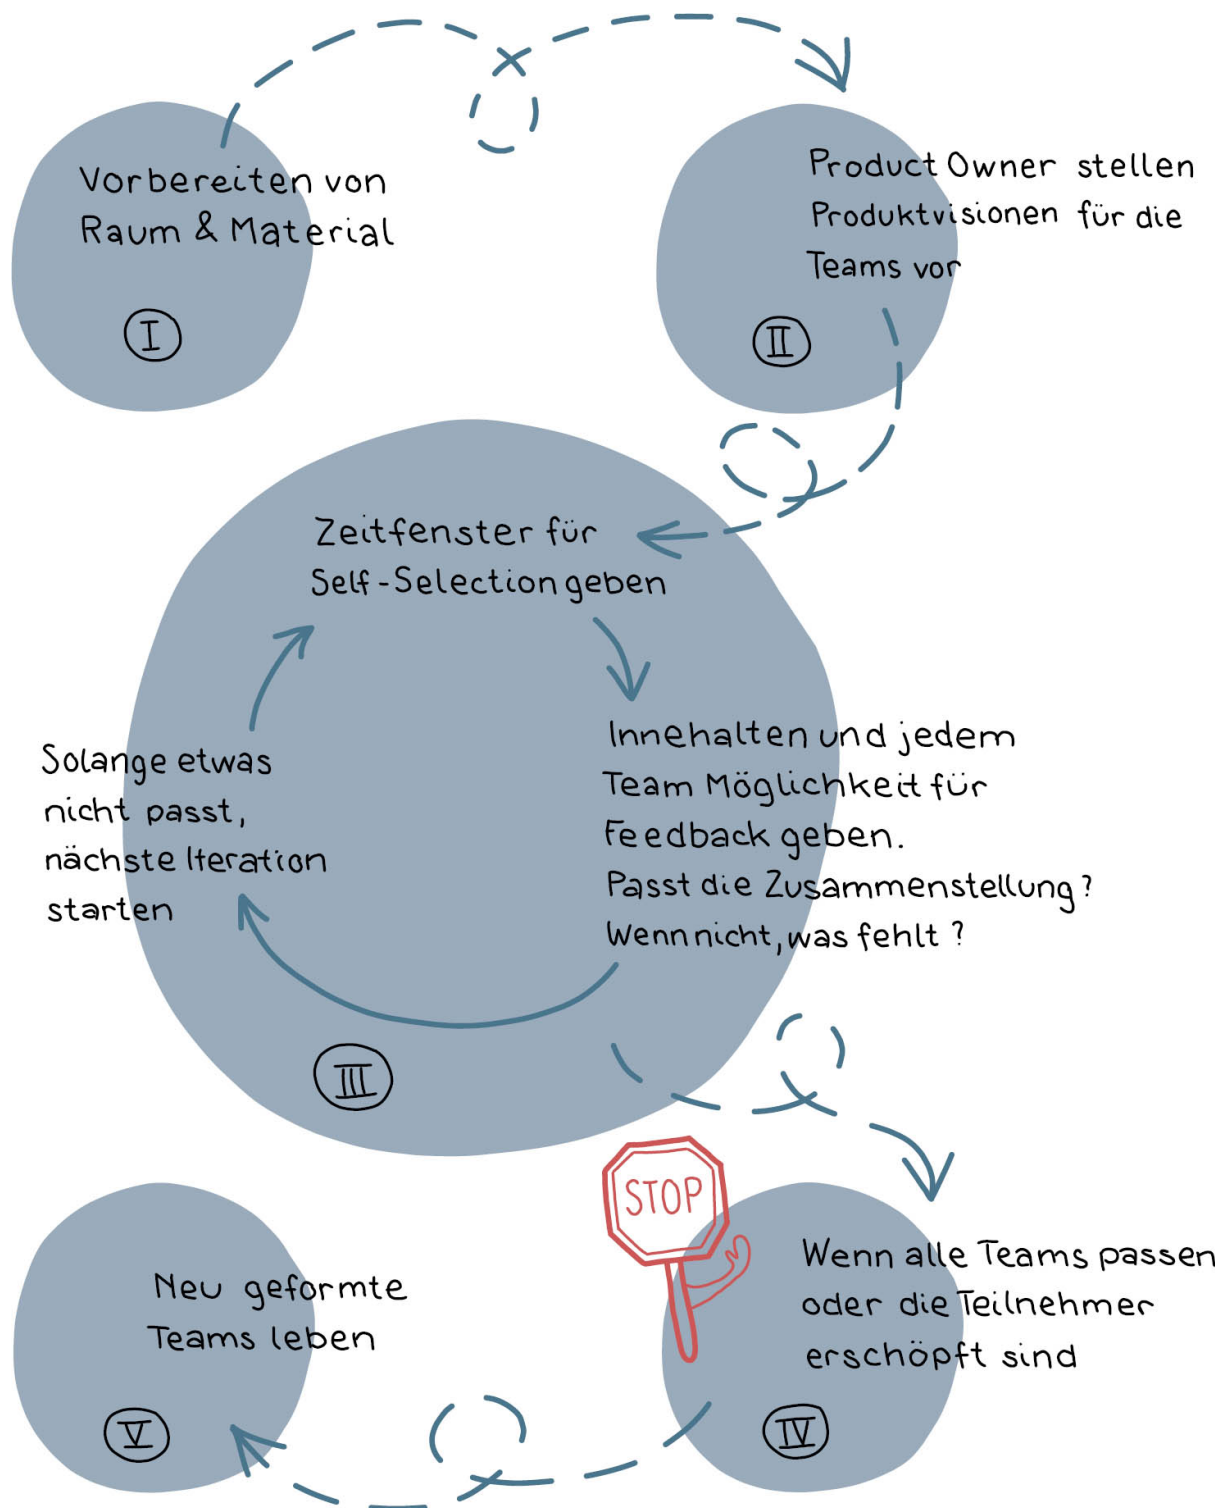 Vorbereiten von
Raum & Material
I
Product Owner stellen
Produktvisionen für die
Teams vor
II
Zeitfenster für
Self-Selection geben
Innehalten und jedem
Team Möglichkeit für
Feedback geben.
Passt die Zusammenstellung?
Wenn nicht, was fehlt?
Solange etwas
nicht passt,
nächste Iteration
starten
III
STOP
Wenn alle Teams passen
oder die Teilnehmer
erschöpft sind
IV
Neu geformte
Teams leben
V